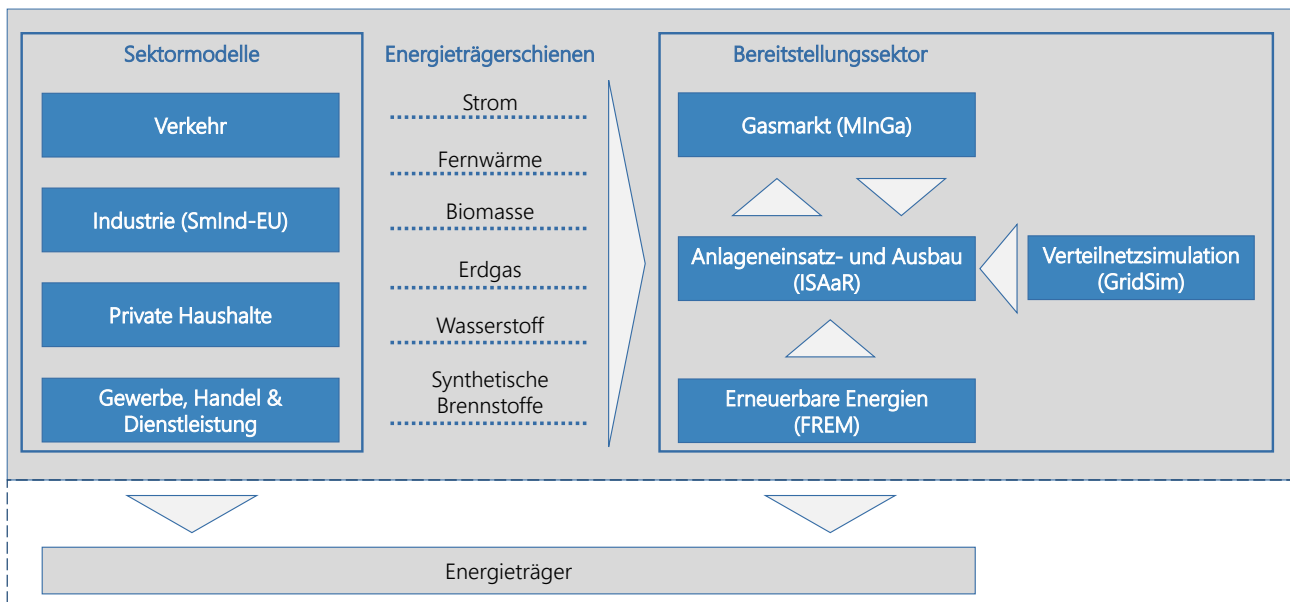 Sektormodelle
Verkehr
Industrie (SmInd-EU)
Private Haushalte
Gewerbe, Handel &
Dienstleistung
Energieträgerschienen
Strom
Fernwärme
Biomasse
Erdgas
Wasserstoff
Synthetische
Brennstoffe
Bereitstellungssektor
Gasmarkt (MInGa)
Anlageneinsatz- und Ausbau
(ISAaR)
Verteilnetzsimulation
(GridSim)
Erneuerbare Energien
(FREM)
Energieträger